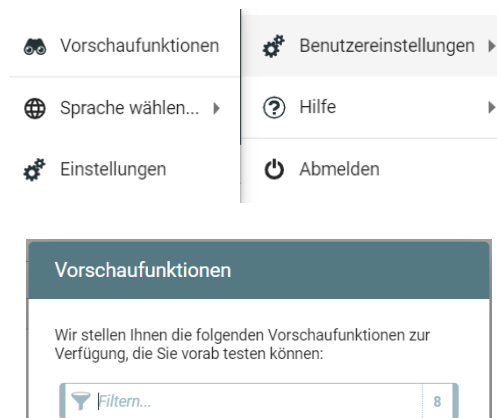 Vorschaufunktionen
Sprache wählen...
Einstellungen
Benutzereinstellungen
Hilfe
Abmelden
Vorschaufunktionen
Wir stellen Ihnen die folgenden Vorschaufunktionen zur
Verfügung, die Sie vorab testen können:
Filtern... 8